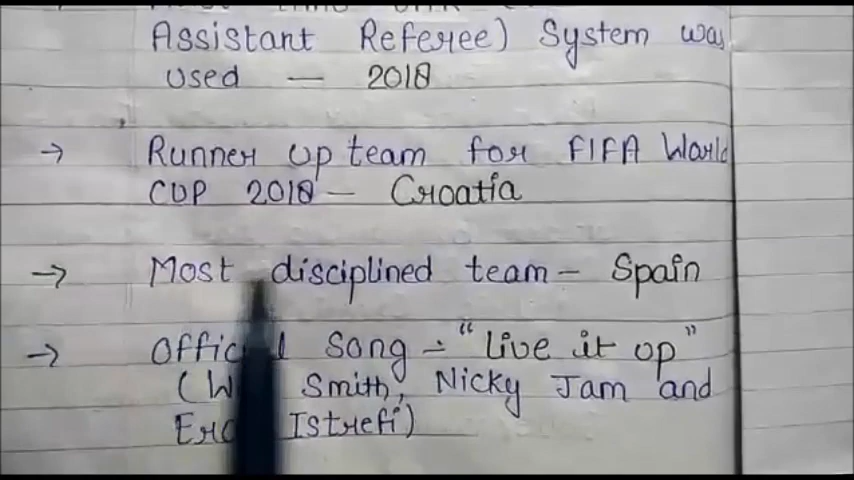 Assistant Referee) System was
used — 2018
→ Runner up team for FIFA World
CUP 2018 – Croatia
→ Most disciplined team – Spain
→ Song – "Live it up"
Smith, Nicky Jam and
Istrefi)